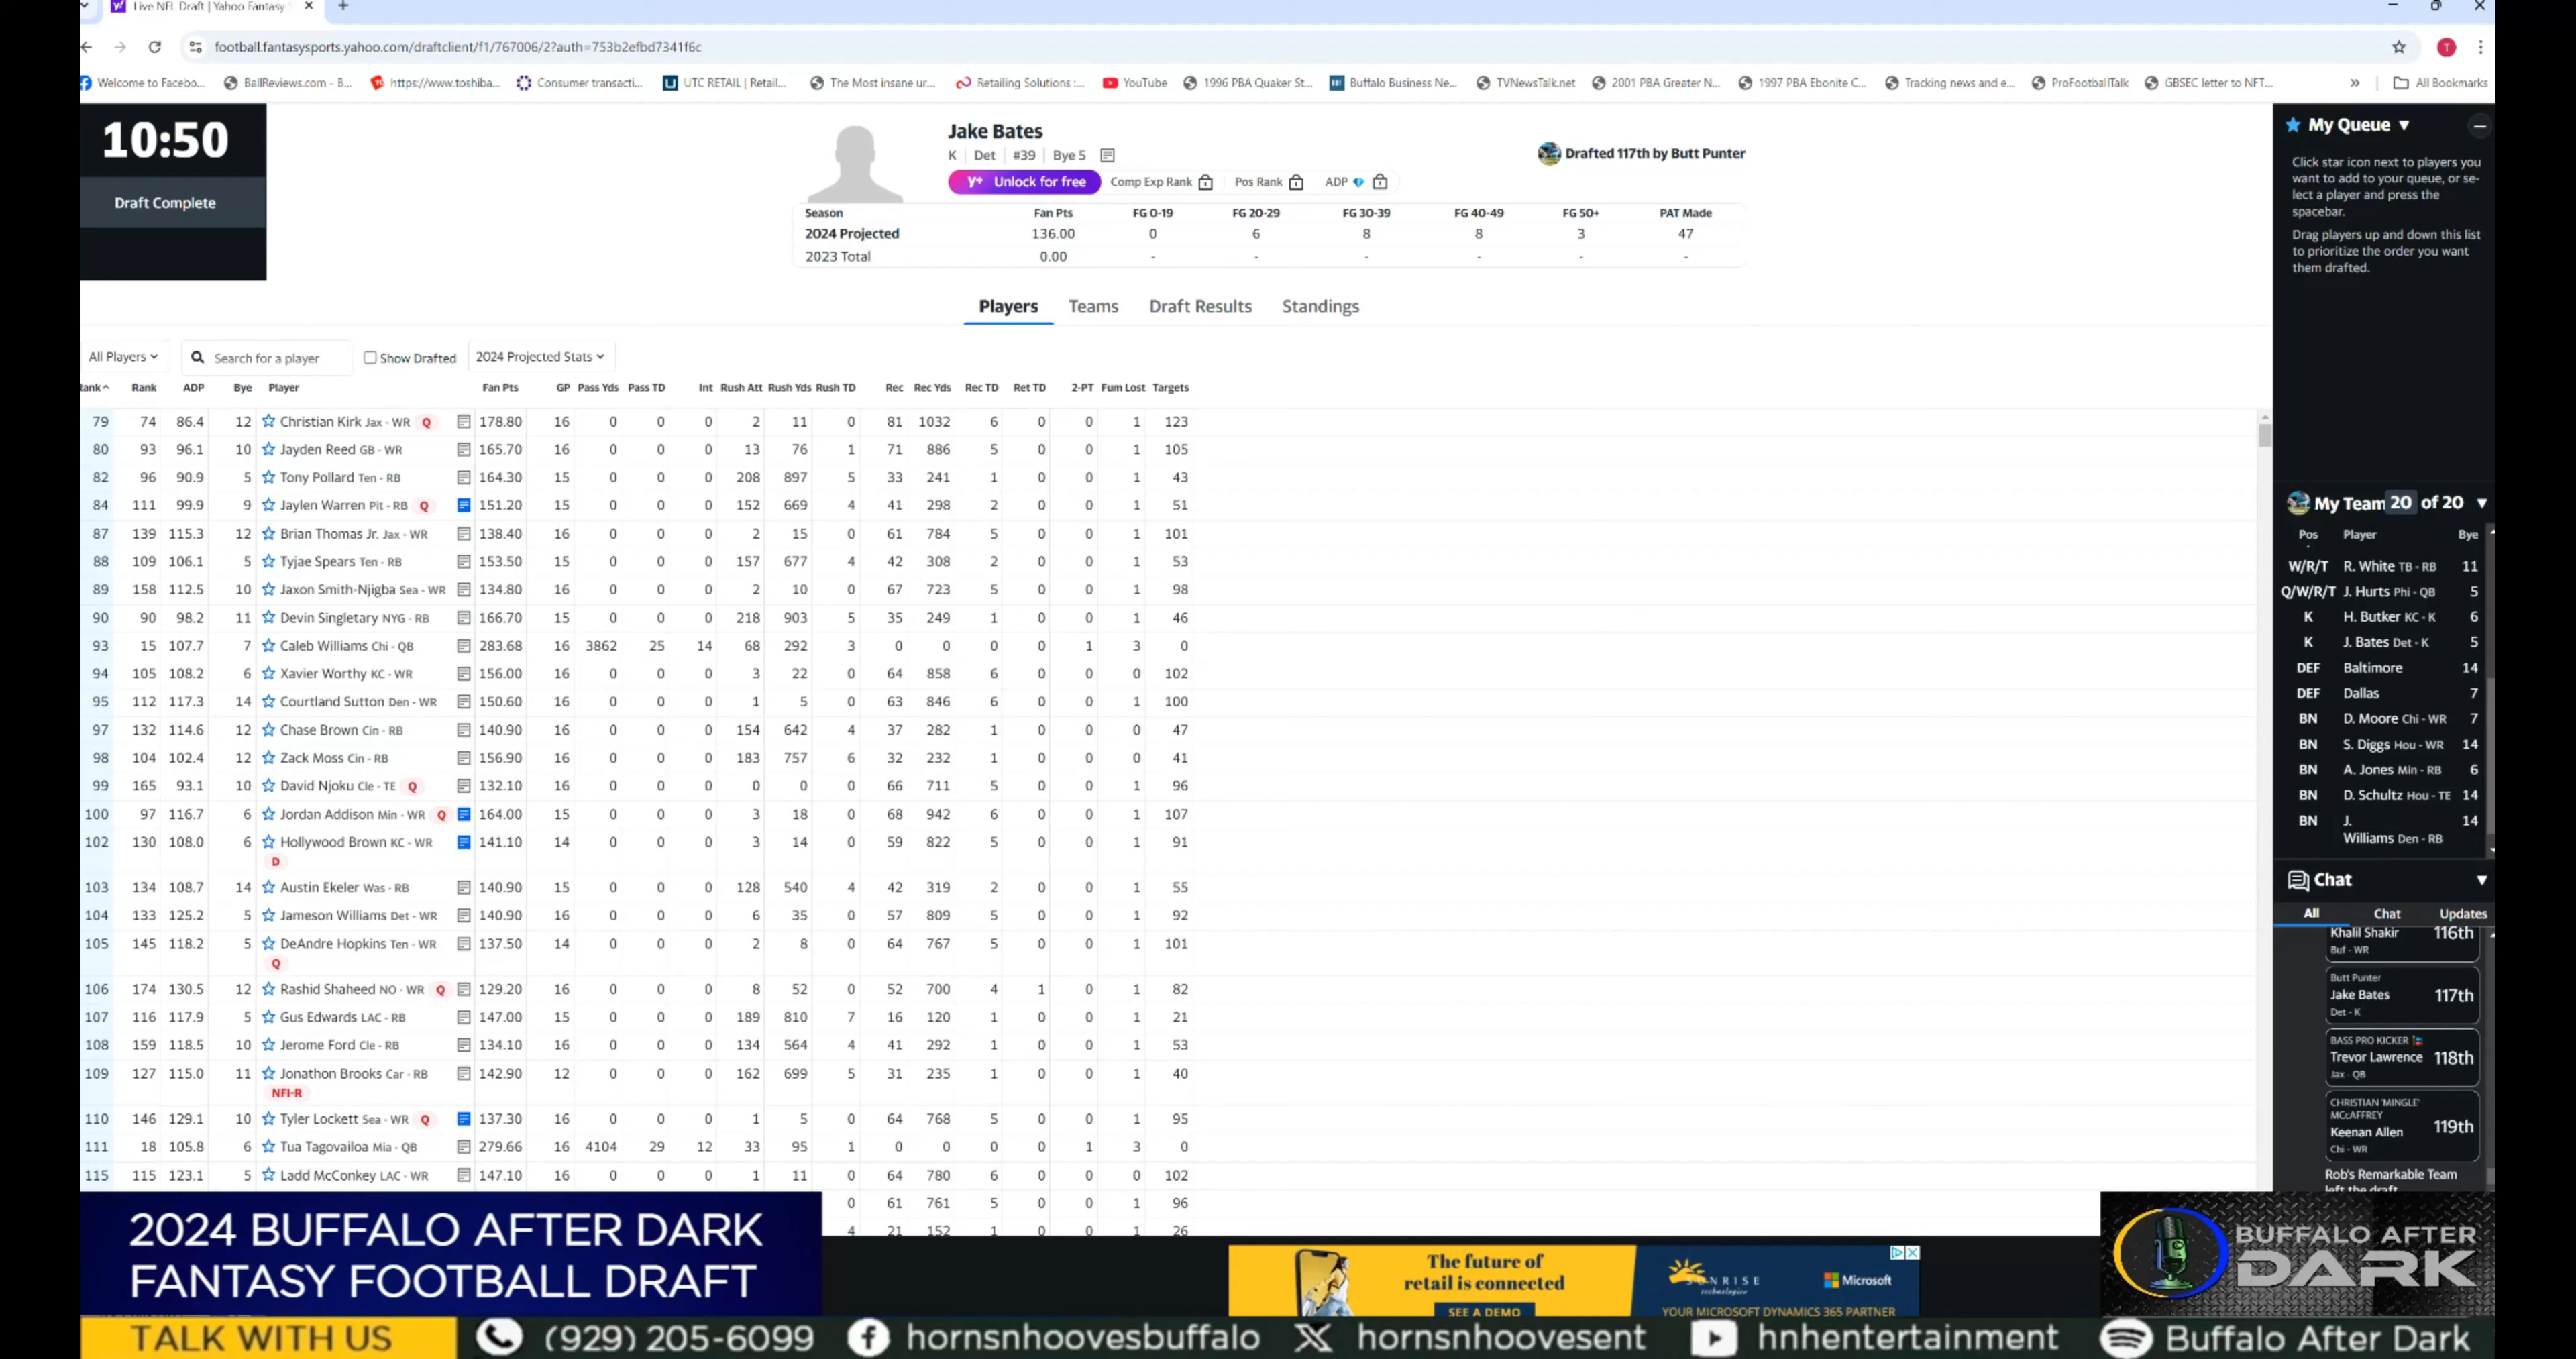 Live NFL Draft | Yahoo Fantasy
football.fantasysports.yahoo.com/draftclient/f1/767006/2?auth=753b2efbd7341f6c
Welcome to Facebo... BallReviews.com - B... https://www.toshiba... Consumer transacti... UTC RETAIL | Retail... The Most insane ur... Retailing Solutions :... YouTube 1996 PBA Quaker St... Buffalo Business Ne... TVNewsTalk.net 2001 PBA Greater N... 1997 PBA Ebonite C... Tracking news and e... ProFootballTalk GBSEC letter to NFT... » All Bookmarks
10:50
Draft Complete
Jake Bates
K Det #39 Bye 5
Drafted 117th by Butt Punter
y+ Unlock for free Comp Exp Rank Pos Rank ADP
Season Fan Pts FG 0-19 FG 20-29 FG 30-39 FG 40-49 FG 50+ PAT Made
2024 Projected 136.00 0 6 8 8 3 47
2023 Total 0.00 - - - - - -
Players Teams Draft Results Standings
All Players Search for a player Show Drafted 2024 Projected Stats
Rank Rank ADP Bye Player Fan Pts GP Pass Yds Pass TD Int Rush Att Rush Yds Rush TD Rec Rec Yds Rec TD Ret TD 2-PT Fum Lost Targets
79 74 86.4 12 Christian Kirk Jax - WR Q 178.80 16 0 0 0 2 11 0 81 1032 6 0 0 1 123
80 93 96.1 10 Jayden Reed GB - WR 165.70 16 0 0 0 13 76 1 71 886 5 0 0 1 105
82 96 90.9 5 Tony Pollard Ten - RB 164.30 15 0 0 0 208 897 5 33 241 1 0 0 1 43
84 111 99.9 9 Jaylen Warren Pit - RB Q 151.20 15 0 0 0 152 669 4 41 298 2 0 0 1 51
87 139 115.3 12 Brian Thomas Jr. Jax - WR 138.40 16 0 0 0 2 15 0 61 784 5 0 0 1 101
88 109 106.1 5 Tyjae Spears Ten - RB 153.50 15 0 0 0 157 677 4 42 308 2 0 0 1 53
89 158 112.5 10 Jaxon Smith-Njigba Sea - WR 134.80 16 0 0 0 2 10 0 67 723 5 0 0 1 98
90 90 98.2 11 Devin Singletary NYG - RB 166.70 15 0 0 0 218 903 5 35 249 1 0 0 1 46
93 15 107.7 7 Caleb Williams Chi - QB 283.68 16 3862 25 14 68 292 3 0 0 0 0 1 3 0
94 105 108.2 6 Xavier Worthy KC - WR 156.00 16 0 0 0 3 22 0 64 858 6 0 0 0 102
95 112 117.3 14 Courtland Sutton Den - WR 150.60 16 0 0 0 1 5 0 63 846 6 0 0 1 100
97 132 114.6 12 Chase Brown Cin - RB 140.90 16 0 0 0 154 642 4 37 282 1 0 0 0 47
98 104 102.4 12 Zack Moss Cin - RB 156.90 16 0 0 0 183 757 6 32 232 1 0 0 0 41
99 165 93.1 10 David Njoku Cle - TE Q 132.10 16 0 0 0 0 0 0 66 711 5 0 0 1 96
100 97 116.7 6 Jordan Addison Min - WR Q 164.00 15 0 0 0 3 18 0 68 942 6 0 0 1 107
102 130 108.0 6 Hollywood Brown KC - WR 141.10 14 0 0 0 3 14 0 59 822 5 0 0 1 91
D
103 134 108.7 14 Austin Ekeler Was - RB 140.90 15 0 0 0 128 540 4 42 319 2 0 0 1 55
104 133 125.2 5 Jameson Williams Det - WR 140.90 16 0 0 0 6 35 0 57 809 5 0 0 1 92
105 145 118.2 5 DeAndre Hopkins Ten - WR 137.50 14 0 0 0 2 8 0 64 767 5 0 0 1 101
Q
106 174 130.5 12 Rashid Shaheed NO - WR Q 129.20 16 0 0 0 8 52 0 52 700 4 1 0 1 82
107 116 117.9 5 Gus Edwards LAC - RB 147.00 15 0 0 0 189 810 7 16 120 1 0 0 1 21
108 159 118.5 10 Jerome Ford Cle - RB 134.10 16 0 0 0 134 564 4 41 292 1 0 0 1 53
109 127 115.0 11 Jonathon Brooks Car - RB 142.90 12 0 0 0 162 699 5 31 235 1 0 0 1 40
NFI-R
110 146 129.1 10 Tyler Lockett Sea - WR Q 137.30 16 0 0 0 1 5 0 64 768 5 0 0 1 95
111 18 105.8 6 Tua Tagovailoa Mia - QB 279.66 16 4104 29 12 33 95 1 0 0 0 0 1 3 0
115 115 123.1 5 Ladd McConkey LAC - WR 147.10 16 0 0 0 1 11 0 64 780 6 0 0 0 102
0 61 761 5 0 0 1 96
4 21 152 1 0 0 1 26
My Queue
Click star icon next to players you
want to add to your queue, or se-
lect a player and press the
spacebar.
Drag players up and down this list
to prioritize the order you want
them drafted.
My Team 20 of 20
Pos Player Bye
W/R/T R. White TB - RB 11
Q/W/R/T J. Hurts Phi - QB 5
K H. Butker KC - K 6
K J. Bates Det - K 5
DEF Baltimore 14
DEF Dallas 7
BN D. Moore Chi - WR 7
BN S. Diggs Hou - WR 14
BN A. Jones Min - RB 6
BN D. Schultz Hou - TE 14
BN J. 14
Williams Den - RB
Chat
All Chat Updates
Khalil Shakir 116th
Buf - WR
Butt Punter
Jake Bates 117th
Det - K
BASS PRO KICKER
Trevor Lawrence 118th
Jax - QB
CHRISTIAN 'MINGLE'
McCAFFREY
Keenan Allen 119th
Chi - WR
Rob's Remarkable Team
left the draft
2024 BUFFALO AFTER DARK
FANTASY FOOTBALL DRAFT
The future of
retail is connected
SEE A DEMO
SUNRISE
technologies
Microsoft
YOUR MICROSOFT DYNAMICS 365 PARTNER
BUFFALO AFTER
DARK
TALK WITH US (929) 205-6099 hornsnhoovesbuffalo hornsnhoovesent hnhentertainment Buffalo After Dark